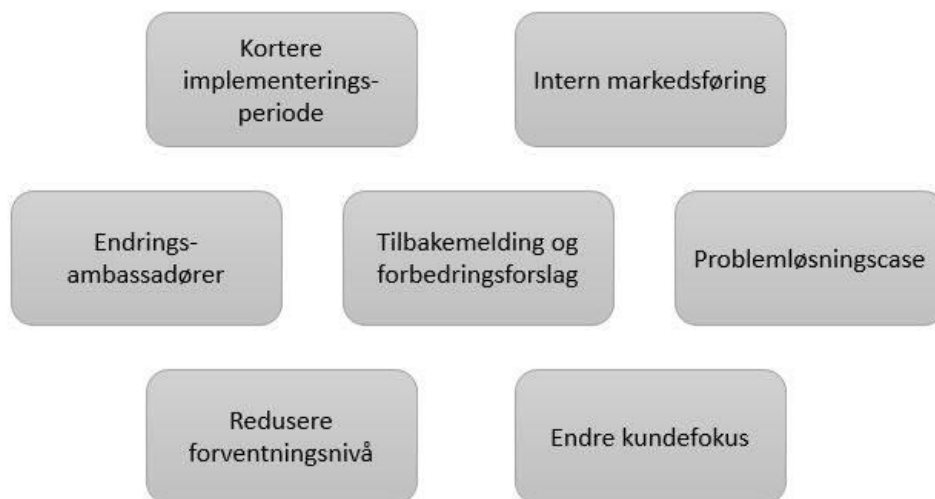 Kortere
implementerings-
periode
Intern markedsføring
Endrings-
ambassadører
Tilbakemelding og
forbedringsforslag
Problemløsningscase
Redusere
forventningsnivå
Endre kundefokus